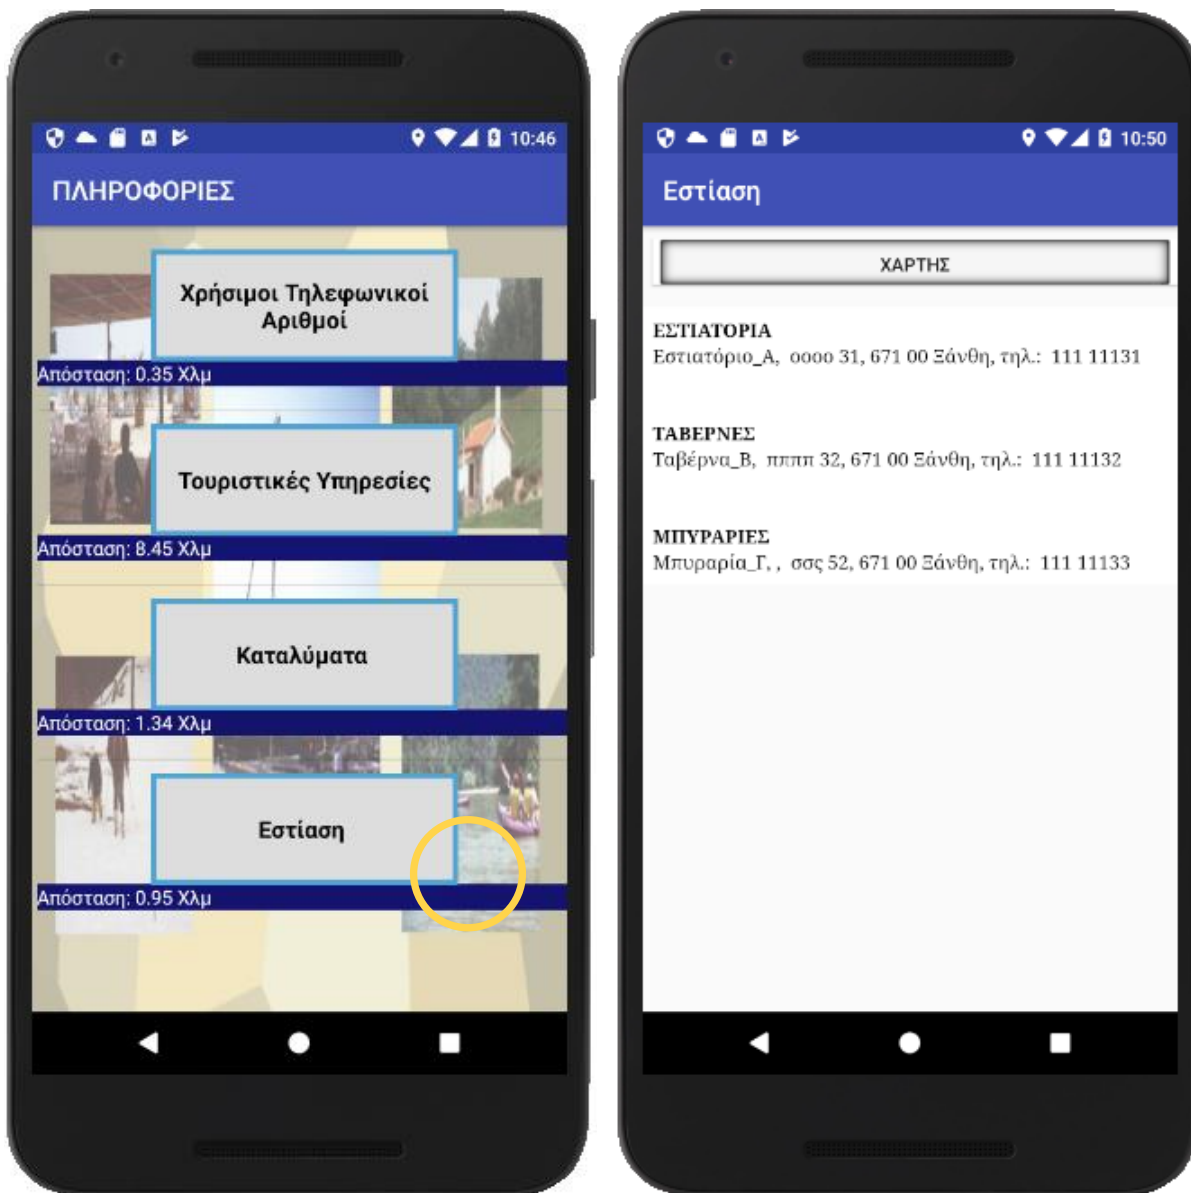 10:46
ΠΛΗΡΟΦΟΡΙΕΣ
Χρήσιμοι Τηλεφωνικοί
Αριθμοί
Απόσταση: 0.35 Χλμ
Τουριστικές Υπηρεσίες
Απόσταση: 8.45 Χλμ
Καταλύματα
Απόσταση: 1.34 Χλμ
Εστίαση
Απόσταση: 0.95 Χλμ
10:50
Εστίαση
ΧΑΡΤΗΣ
ΕΣΤΙΑΤΟΡΙΑ
Εστιατόριο_Α, οοοο 31, 671 00 Ξάνθη, τηλ.: 111 11131
ΤΑΒΕΡΝΕΣ
Ταβέρνα_Β, ππππ 32, 671 00 Ξάνθη, τηλ.: 111 11132
ΜΠΥΡΑΡΙΕΣ
Μπυραρία_Γ, , σσς 52, 671 00 Ξάνθη, τηλ.: 111 11133